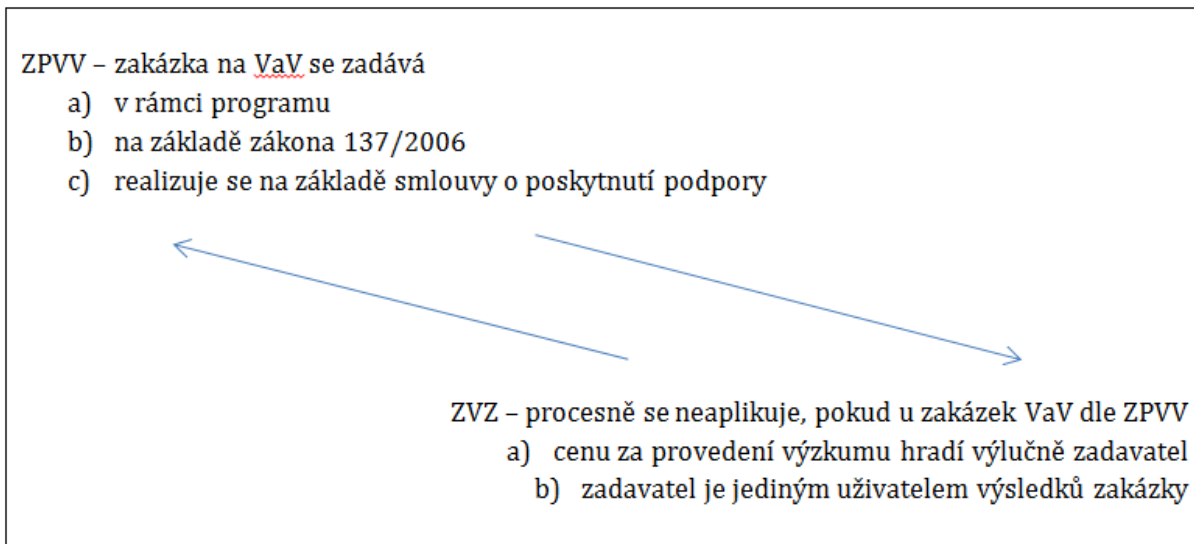 ZPVV – zakázka na VaV se zadává
a) v rámci programu
b) na základě zákona 137/2006
c) realizuje se na základě smlouvy o poskytnutí podpory
ZVZ – procesně se neaplikuje, pokud u zakázek VaV dle ZPVV
a) cenu za provedení výzkumu hradí výlučně zadavatel
b) zadavatel je jediným uživatelem výsledků zakázky